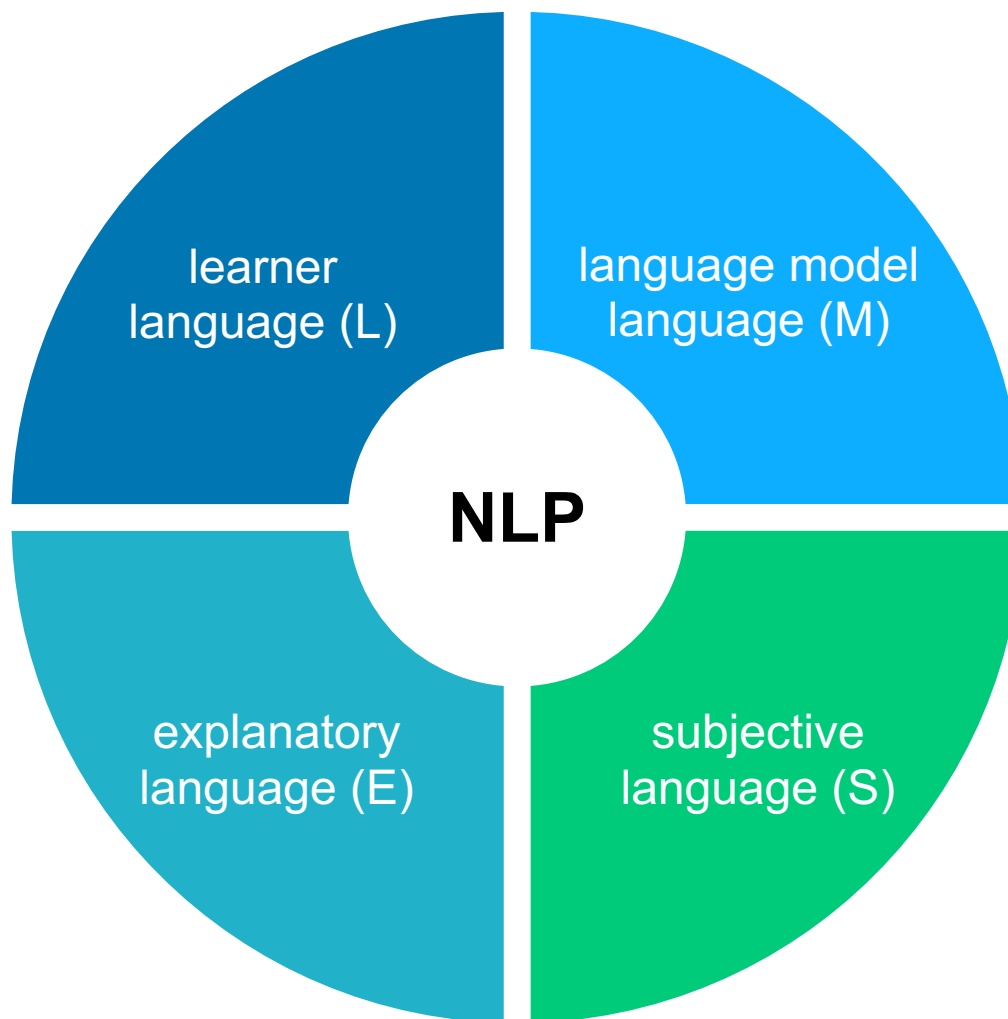 learner
language (L)
language model
language (M)
NLP
explanatory
language (E)
subjective
language (S)